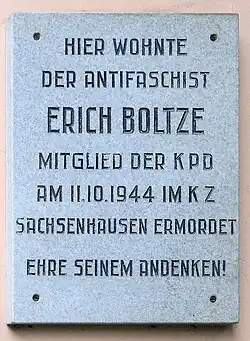 HIER WOHNTE
DER ANTIFASCHIST
ERICH BOLTZE
MITGLIED DER KPD
AM 11.10.1944 IM KZ
SACHSENHAUSEN ERMORDET
EHRE SEINEM ANDENKEN!